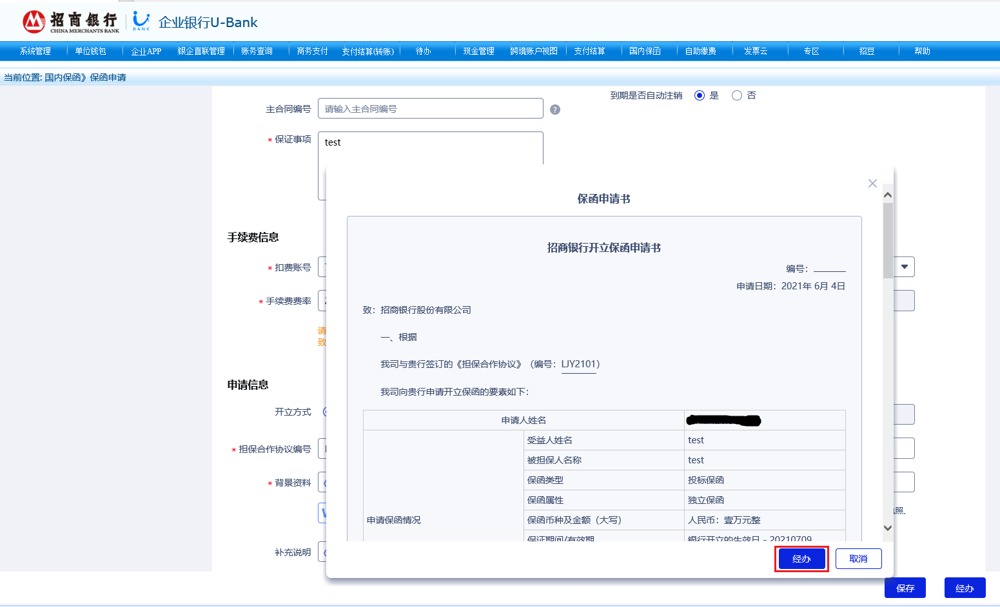 招商银行
CHINA MERCHANTS BANK
BANK
企业银行U-Bank
系统管理 单位钱包 企业APP 银企直联管理 账务查询 商务支付 支付结算(转账) 待办 现金管理 跨境账户视图 支付结算 国内保函 自助缴费 发票云 专区 招豆 帮助
当前位置: 国内保函》保函申请
到期是否自动注销 是 否
主合同编号 请输入主合同编号 ?
* 保证事项 test
保函申请书
招商银行开立保函申请书
手续费信息
* 扣费账号
编号：
申请日期：2021年 6月 4日
* 手续费费率
致：招商银行股份有限公司
请
致
一、根据
我司与贵行签订的《担保合作协议》（编号：LJY2101）
申请信息
我司向贵行申请开立保函的要素如下：
开立方式
申请人姓名
受益人姓名 test
* 担保合作协议编号
被担保人名称 test
* 背景资料
保函类型 投标保函
保函属性 独立保函
照、
申请保函情况
保函币种及金额（大写） 人民币：壹万元整
保证期间/有效期 银行开立的生效日 - 20210709
补充说明
经办 取消
保存 经办